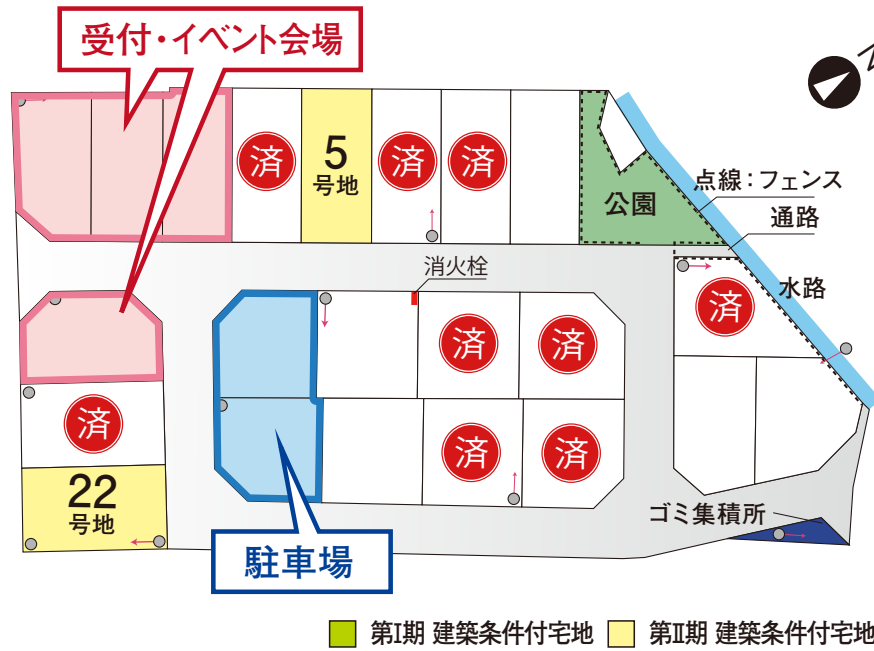 受付・イベント会場
N
済
5
号地
済
済
公園
点線：フェンス
通路
消火栓
水路
済
済
済
済
22
号地
済
済
ゴミ集積所
駐車場
第Ⅰ期 建築条件付宅地
第Ⅱ期 建築条件付宅地